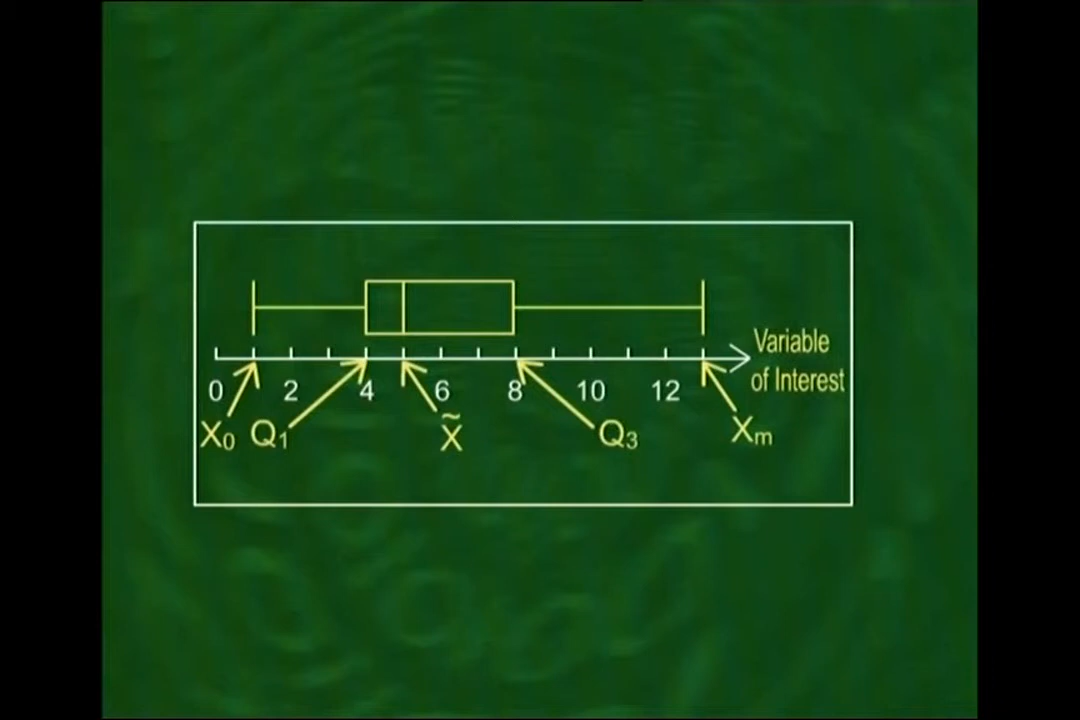 Variable
of Interest
0 2 4 6 8 10 12
X₀ Q₁ X̃ Q₃ Xₘ